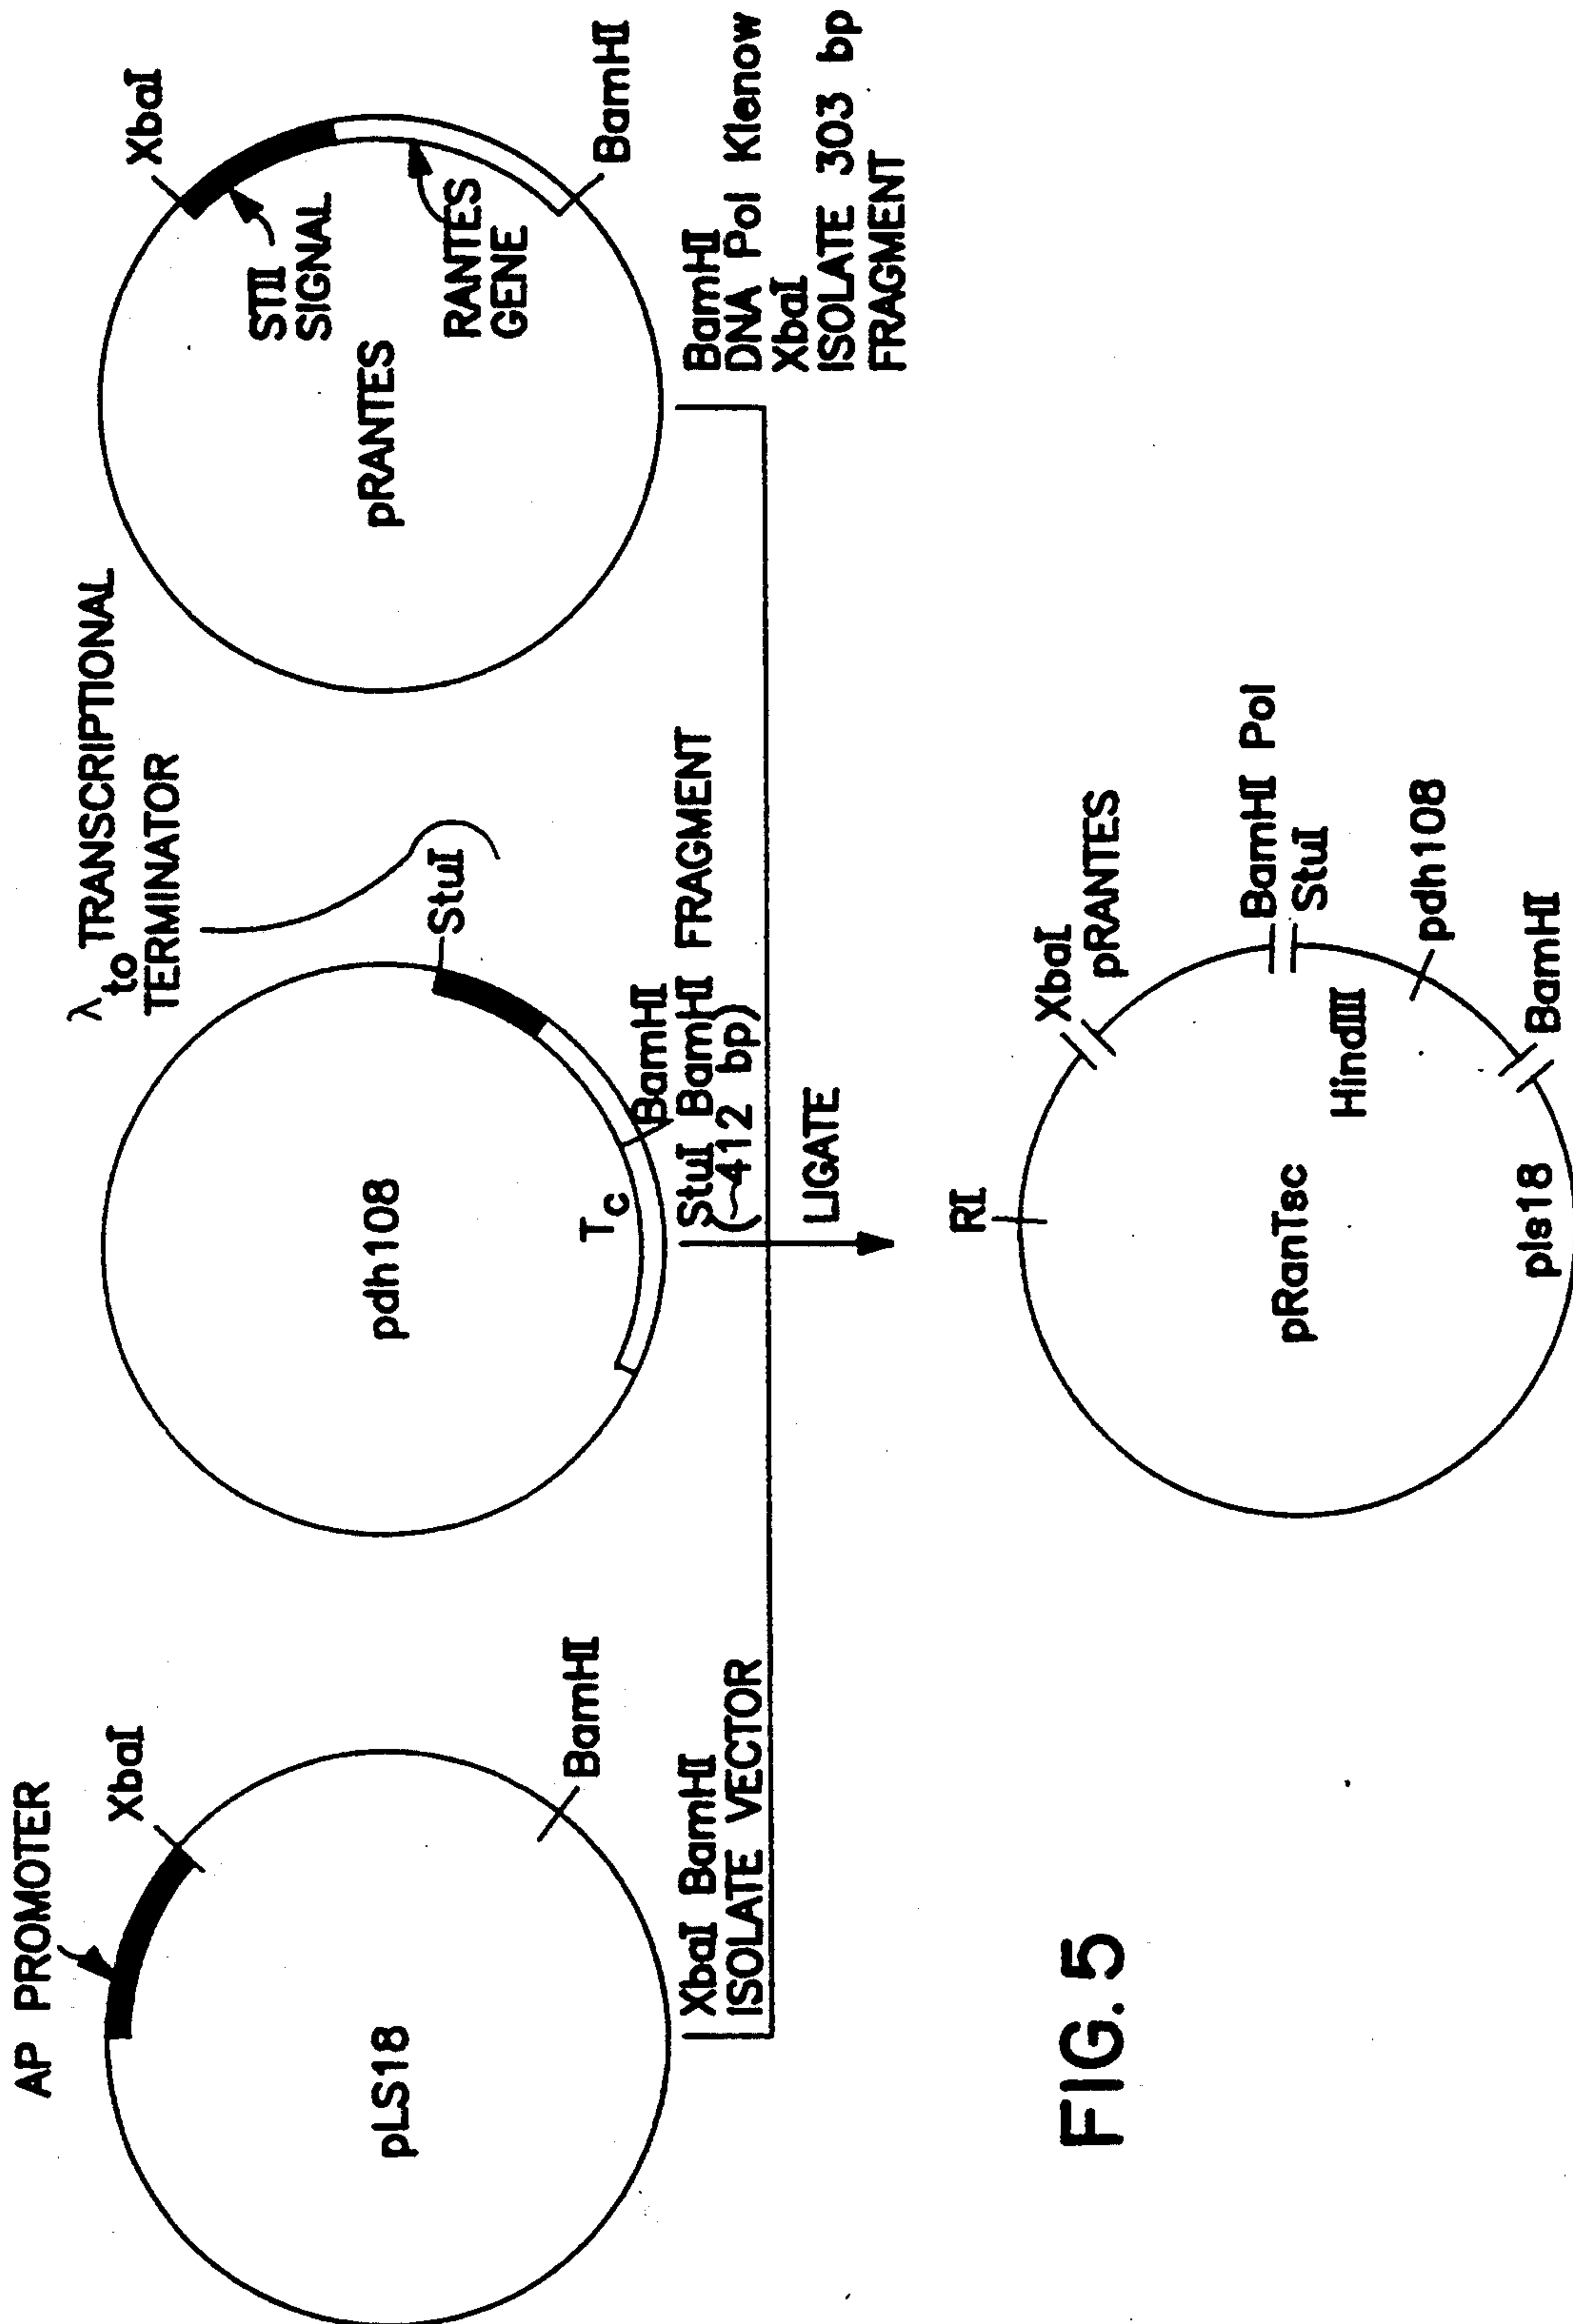 AP PROMOTER
XbaI
BamHI
pLS18
XbaI BamHI
ISOLATE VECTOR
λ TRANSCRIPTIONAL
to
TERMINATOR
StuI
BamHI
Tc
pdh108
StuI BamHI FRAGMENT
(~412 bp)
XbaI
STII
SIGNAL
RANTES
GENE
BamHI
pRANTES
BamHI
DNA Pol Klenow
XbaI
ISOLATE 303 bp
FRAGMENT
LIGATE
RI
XbaI
pRANTES
BamHI Pol
StuI
HindIII
pdh108
BamHI
pRanTsc
pls18
FIG. 5